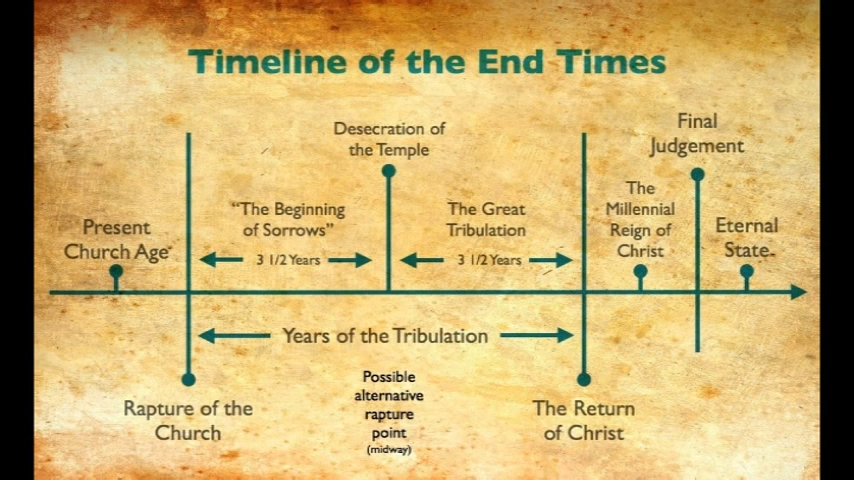 Timeline of the End Times
Desecration of
the Temple
Final
Judgement
Present
Church Age
"The Beginning
of Sorrows"
3 1/2 Years
The Great
Tribulation
3 1/2 Years
The
Millennial
Reign of
Christ
Eternal
State
Years of the Tribulation
Rapture of the
Church
Possible
alternative
rapture
point
(midway)
The Return
of Christ